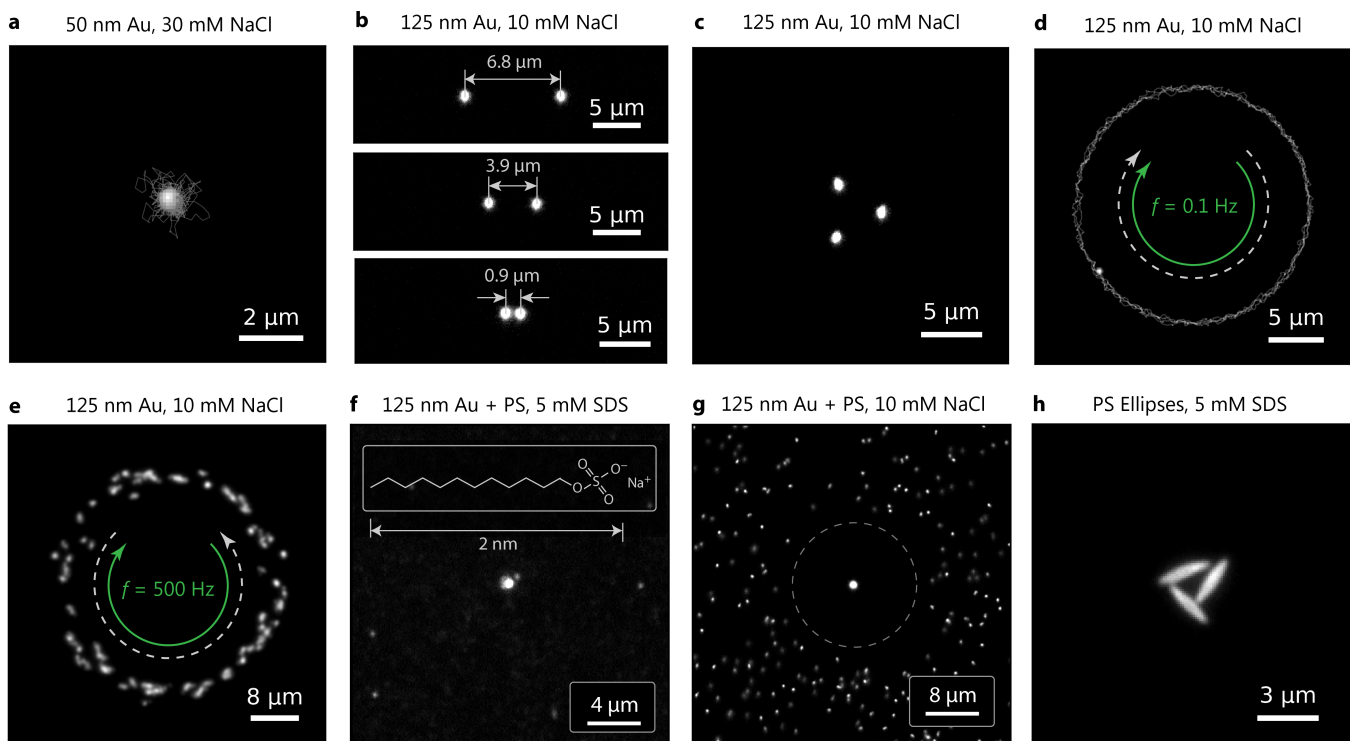 a 50 nm Au, 30 mM NaCl
2 μm
b 125 nm Au, 10 mM NaCl
6.8 μm
5 μm
3.9 μm
5 μm
0.9 μm
5 μm
c 125 nm Au, 10 mM NaCl
5 μm
d 125 nm Au, 10 mM NaCl
f = 0.1 Hz
5 μm
e 125 nm Au, 10 mM NaCl
f = 500 Hz
8 μm
f 125 nm Au + PS, 5 mM SDS
O
O⁻
S
Na⁺
O
O
2 nm
4 μm
g 125 nm Au + PS, 10 mM NaCl
8 μm
h PS Ellipses, 5 mM SDS
3 μm